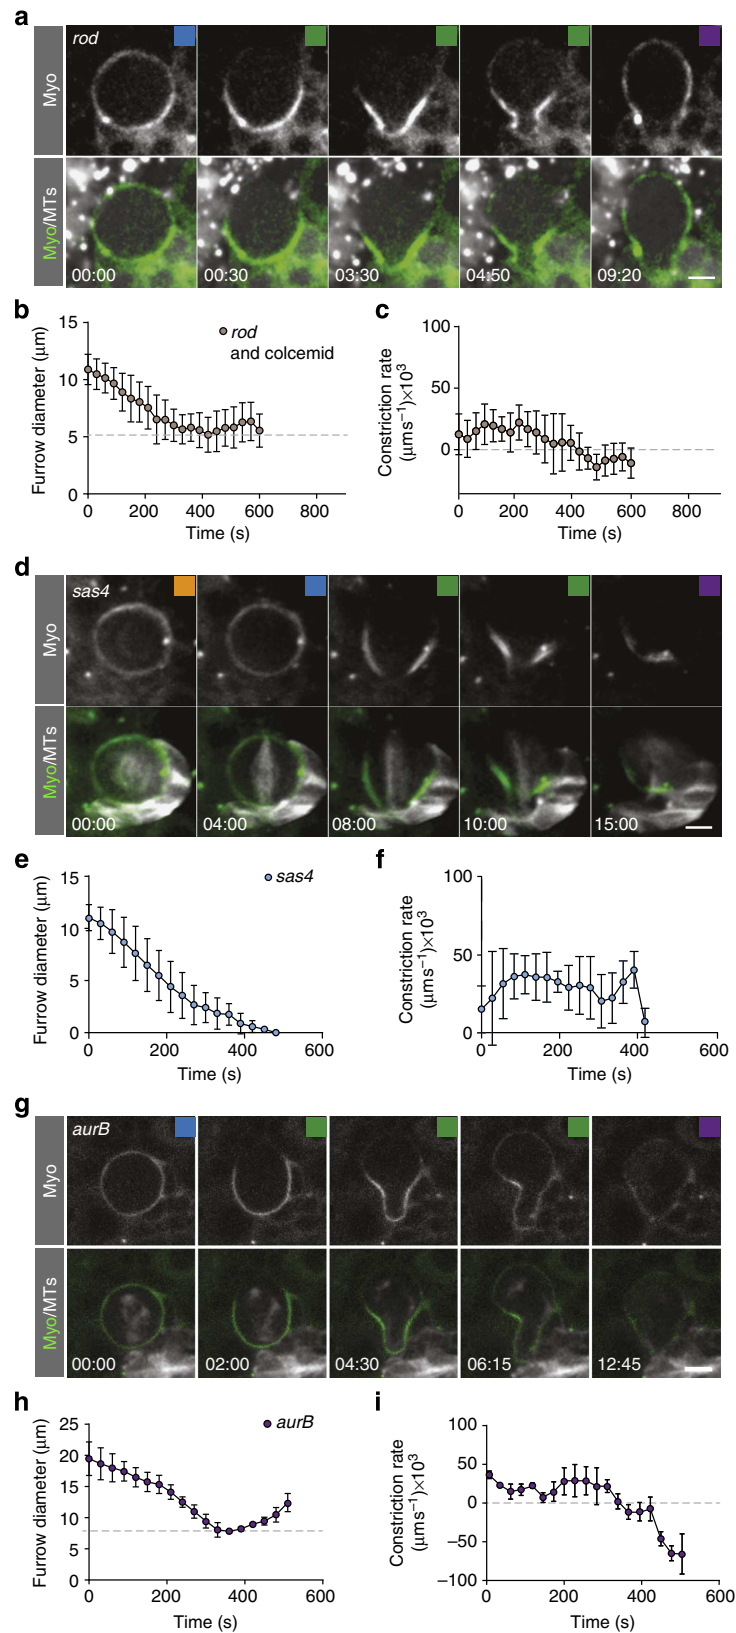 a
Myo
rod
Myo/MTs
00:00
00:30
03:30
04:50
09:20
b
Furrow diameter (μm)
15
10
5
0
0
200
400
600
800
Time (s)
rod
and colcemid
c
Constriction rate
(μms⁻¹)×10³
100
50
0
0
200
400
600
800
Time (s)
d
Myo
sas4
Myo/MTs
00:00
04:00
08:00
10:00
15:00
e
Furrow diameter (μm)
15
10
5
0
0
200
400
600
Time (s)
sas4
f
Constriction rate
(μms⁻¹)×10³
100
50
0
0
200
400
600
Time (s)
g
Myo
aurB
Myo/MTs
00:00
02:00
04:30
06:15
12:45
h
Furrow diameter (μm)
25
20
15
10
5
0
0
200
400
600
Time (s)
aurB
i
Constriction rate
(μms⁻¹)×10³
100
50
0
−50
−100
0
200
400
600
Time (s)